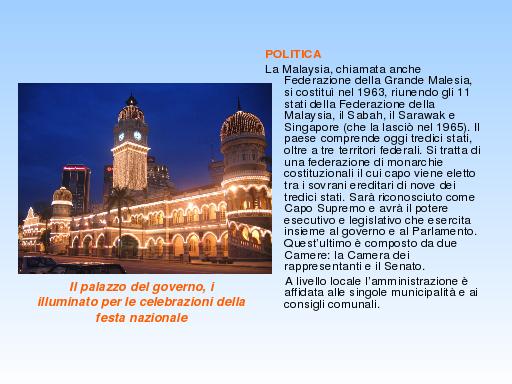 POLITICA
La Malaysia, chiamata anche
Federazione della Grande Malesia,
si costituì nel 1963, riunendo gli 11
stati della Federazione della
Malaysia, il Sabah, il Sarawak e
Singapore (che la lasciò nel 1965). Il
paese comprende oggi tredici stati,
oltre a tre territori federali. Si tratta di
una federazione di monarchie
costituzionali il cui capo viene eletto
tra i sovrani ereditari di nove dei
tredici stati. Sarà riconosciuto come
Capo Supremo e avrà il potere
esecutivo e legislativo che esercita
insieme al governo e al Parlamento.
Quest'ultimo è composto da due
Camere: la Camera dei
rappresentanti e il Senato.
A livello locale l'amministrazione è
affidata alle singole municipalità e ai
consigli comunali.
Il palazzo del governo, i
illuminato per le celebrazioni della
festa nazionale